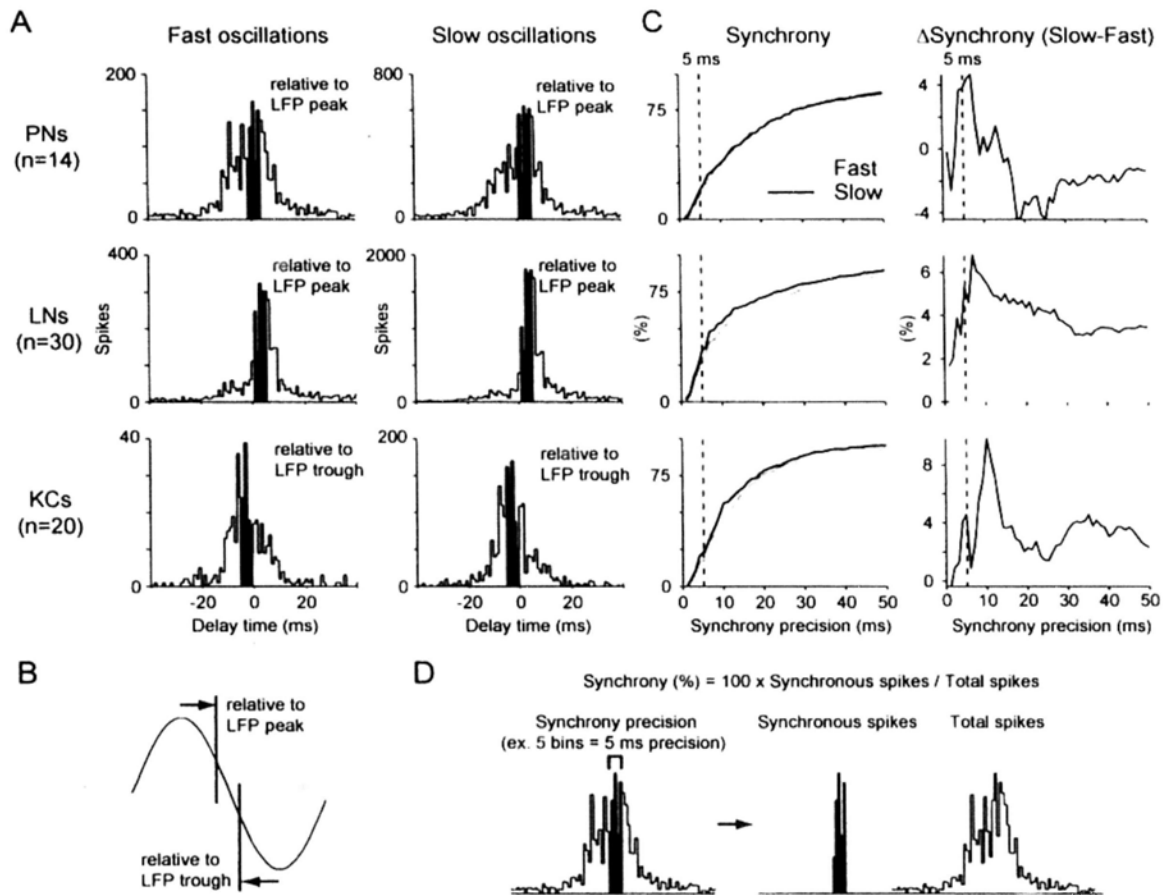 A
Fast oscillations
Slow oscillations
C
Synchrony
ΔSynchrony (Slow-Fast)
PNs
(n=14)
200
100
0
relative to
LFP peak
800
400
0
relative to
LFP peak
5 ms
75
0
Fast
Slow
5 ms
4
0
-4
LNs
(n=30)
Spikes
400
200
0
relative to
LFP peak
Spikes
2000
1000
0
relative to
LFP peak
(%)
75
0
(%)
6
4
2
0
KCs
(n=20)
40
20
0
relative to
LFP trough
200
100
0
relative to
LFP trough
75
0
8
4
0
-20 0 20
Delay time (ms)
-20 0 20
Delay time (ms)
0 10 20 30 40 50
Synchrony precision (ms)
0 10 20 30 40 50
Synchrony precision (ms)
B
relative to
LFP peak
relative to
LFP trough
D
Synchrony (%) = 100 x Synchronous spikes / Total spikes
Synchrony precision
(ex. 5 bins = 5 ms precision)
Synchronous spikes
Total spikes